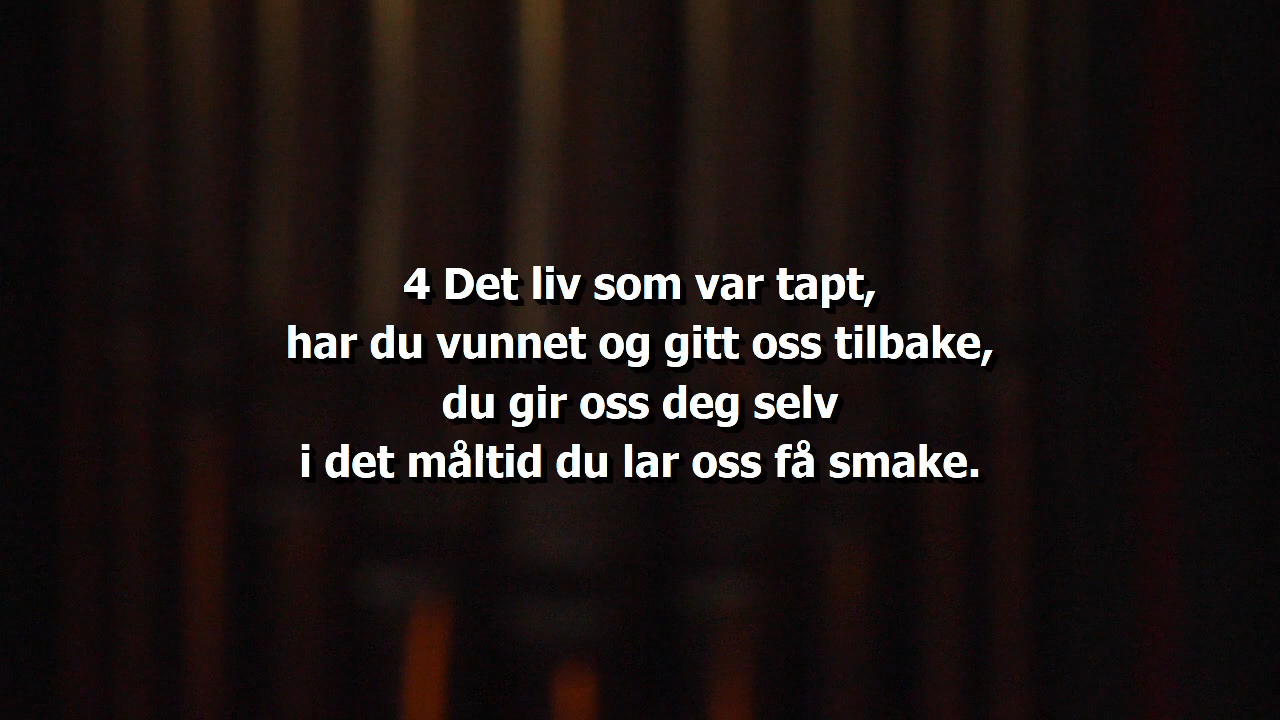 4 Det liv som var tapt,
har du vunnet og gitt oss tilbake,
du gir oss deg selv
i det måltid du lar oss få smake.